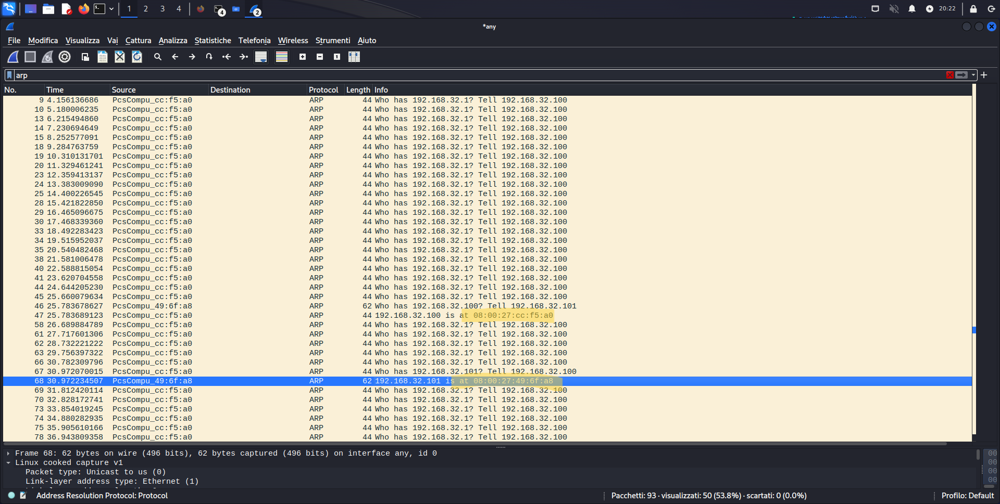 1 2 3 4 4 2 20:22
*any
File Modifica Visualizza Vai Cattura Analizza Statistiche Telefonia Wireless Strumenti Aiuto
arp
No. Time Source Destination Protocol Length Info
9 4.156136686 PcsCompu_cc:f5:a0 ARP 44 Who has 192.168.32.1? Tell 192.168.32.100
10 5.180006235 PcsCompu_cc:f5:a0 ARP 44 Who has 192.168.32.1? Tell 192.168.32.100
13 6.215494860 PcsCompu_cc:f5:a0 ARP 44 Who has 192.168.32.1? Tell 192.168.32.100
14 7.230694649 PcsCompu_cc:f5:a0 ARP 44 Who has 192.168.32.1? Tell 192.168.32.100
15 8.252577091 PcsCompu_cc:f5:a0 ARP 44 Who has 192.168.32.1? Tell 192.168.32.100
18 9.284763759 PcsCompu_cc:f5:a0 ARP 44 Who has 192.168.32.1? Tell 192.168.32.100
19 10.310131701 PcsCompu_cc:f5:a0 ARP 44 Who has 192.168.32.1? Tell 192.168.32.100
20 11.329461241 PcsCompu_cc:f5:a0 ARP 44 Who has 192.168.32.1? Tell 192.168.32.100
23 12.359413137 PcsCompu_cc:f5:a0 ARP 44 Who has 192.168.32.1? Tell 192.168.32.100
24 13.383009090 PcsCompu_cc:f5:a0 ARP 44 Who has 192.168.32.1? Tell 192.168.32.100
25 14.400226545 PcsCompu_cc:f5:a0 ARP 44 Who has 192.168.32.1? Tell 192.168.32.100
28 15.421822850 PcsCompu_cc:f5:a0 ARP 44 Who has 192.168.32.1? Tell 192.168.32.100
29 16.465096675 PcsCompu_cc:f5:a0 ARP 44 Who has 192.168.32.1? Tell 192.168.32.100
30 17.468339360 PcsCompu_cc:f5:a0 ARP 44 Who has 192.168.32.1? Tell 192.168.32.100
33 18.492283423 PcsCompu_cc:f5:a0 ARP 44 Who has 192.168.32.1? Tell 192.168.32.100
34 19.515952037 PcsCompu_cc:f5:a0 ARP 44 Who has 192.168.32.1? Tell 192.168.32.100
35 20.540482468 PcsCompu_cc:f5:a0 ARP 44 Who has 192.168.32.1? Tell 192.168.32.100
38 21.581006478 PcsCompu_cc:f5:a0 ARP 44 Who has 192.168.32.1? Tell 192.168.32.100
40 22.588815054 PcsCompu_cc:f5:a0 ARP 44 Who has 192.168.32.1? Tell 192.168.32.100
41 23.620704558 PcsCompu_cc:f5:a0 ARP 44 Who has 192.168.32.1? Tell 192.168.32.100
44 24.644205230 PcsCompu_cc:f5:a0 ARP 44 Who has 192.168.32.1? Tell 192.168.32.100
45 25.660079634 PcsCompu_cc:f5:a0 ARP 44 Who has 192.168.32.1? Tell 192.168.32.100
46 25.783678627 PcsCompu_49:6f:a8 ARP 62 Who has 192.168.32.100? Tell 192.168.32.101
47 25.783689123 PcsCompu_cc:f5:a0 ARP 44 192.168.32.100 is at 08:00:27:cc:f5:a0
58 26.689884789 PcsCompu_cc:f5:a0 ARP 44 Who has 192.168.32.1? Tell 192.168.32.100
61 27.717601306 PcsCompu_cc:f5:a0 ARP 44 Who has 192.168.32.1? Tell 192.168.32.100
62 28.732221222 PcsCompu_cc:f5:a0 ARP 44 Who has 192.168.32.1? Tell 192.168.32.100
63 29.756397322 PcsCompu_cc:f5:a0 ARP 44 Who has 192.168.32.1? Tell 192.168.32.100
66 30.782309796 PcsCompu_cc:f5:a0 ARP 44 Who has 192.168.32.1? Tell 192.168.32.100
67 30.972070015 PcsCompu_cc:f5:a0 ARP 44 Who has 192.168.32.101? Tell 192.168.32.100
68 30.972234507 PcsCompu_49:6f:a8 ARP 62 192.168.32.101 is at 08:00:27:49:6f:a8
69 31.812420114 PcsCompu_cc:f5:a0 ARP 44 Who has 192.168.32.1? Tell 192.168.32.100
70 32.828172741 PcsCompu_cc:f5:a0 ARP 44 Who has 192.168.32.1? Tell 192.168.32.100
73 33.854019245 PcsCompu_cc:f5:a0 ARP 44 Who has 192.168.32.1? Tell 192.168.32.100
74 34.880282935 PcsCompu_cc:f5:a0 ARP 44 Who has 192.168.32.1? Tell 192.168.32.100
75 35.905610166 PcsCompu_cc:f5:a0 ARP 44 Who has 192.168.32.1? Tell 192.168.32.100
78 36.943809358 PcsCompu_cc:f5:a0 ARP 44 Who has 192.168.32.1? Tell 192.168.32.100
Frame 68: 62 bytes on wire (496 bits), 62 bytes captured (496 bits) on interface any, id 0 00
Linux cooked capture v1 00
Packet type: Unicast to us (0) 00
Link-layer address type: Ethernet (1) 00
Address Resolution Protocol: Protocol Pacchetti: 93 · visualizzati: 50 (53.8%) · scartati: 0 (0.0%) Profilo: Default